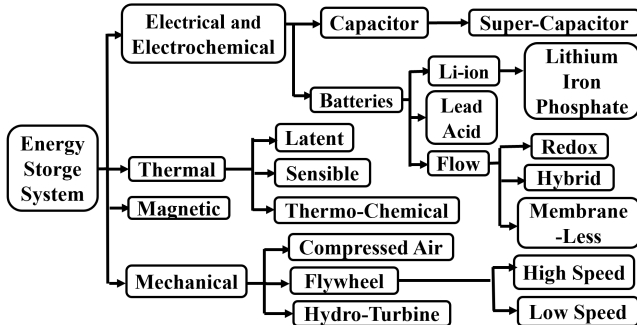 Energy
Storge
System
Electrical and
Electrochemical
Capacitor
Super-Capacitor
Batteries
Li-ion
Lithium
Iron
Phosphate
Lead
Acid
Flow
Redox
Hybrid
Membrane
-Less
Thermal
Latent
Sensible
Thermo-Chemical
Magnetic
Mechanical
Compressed Air
Flywheel
High Speed
Low Speed
Hydro-Turbine